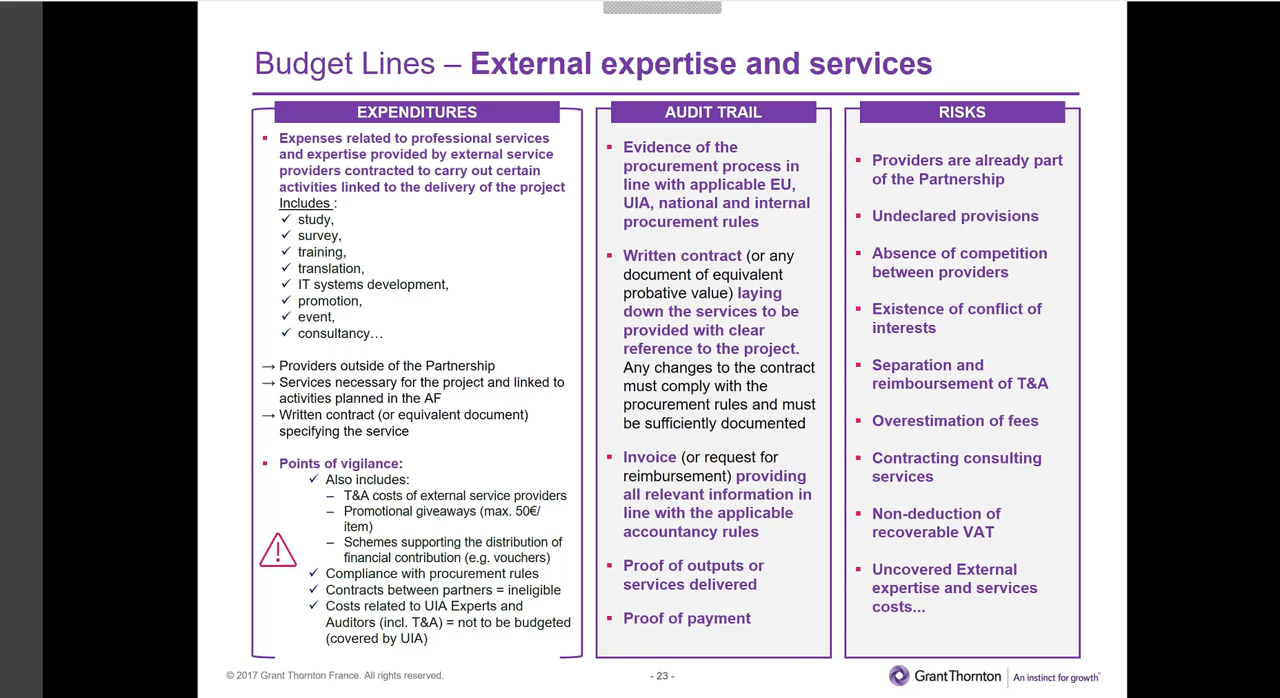 Budget Lines – External expertise and services
EXPENDITURES
▪ Expenses related to professional services
and expertise provided by external service
providers contracted to carry out certain
activities linked to the delivery of the project
Includes :
✓ study,
✓ survey,
✓ training,
✓ translation,
✓ IT systems development,
✓ promotion,
✓ event,
✓ consultancy…
→ Providers outside of the Partnership
→ Services necessary for the project and linked to
activities planned in the AF
→ Written contract (or equivalent document)
specifying the service
▪ Points of vigilance:
✓ Also includes:
– T&A costs of external service providers
– Promotional giveaways (max. 50€/
item)
– Schemes supporting the distribution of
financial contribution (e.g. vouchers)
✓ Compliance with procurement rules
✓ Contracts between partners = ineligible
✓ Costs related to UIA Experts and
Auditors (incl. T&A) = not to be budgeted
(covered by UIA)
AUDIT TRAIL
▪ Evidence of the
procurement process in
line with applicable EU,
UIA, national and internal
procurement rules
▪ Written contract (or any
document of equivalent
probative value) laying
down the services to be
provided with clear
reference to the project.
Any changes to the contract
must comply with the
procurement rules and must
be sufficiently documented
▪ Invoice (or request for
reimbursement) providing
all relevant information in
line with the applicable
accountancy rules
▪ Proof of outputs or
services delivered
▪ Proof of payment
RISKS
▪ Providers are already part
of the Partnership
▪ Undeclared provisions
▪ Absence of competition
between providers
▪ Existence of conflict of
interests
▪ Separation and
reimbursement of T&A
▪ Overestimation of fees
▪ Contracting consulting
services
▪ Non-deduction of
recoverable VAT
▪ Uncovered External
expertise and services
costs...
© 2017 Grant Thornton France. All rights reserved.
- 23 -
GrantThornton
An instinct for growth™